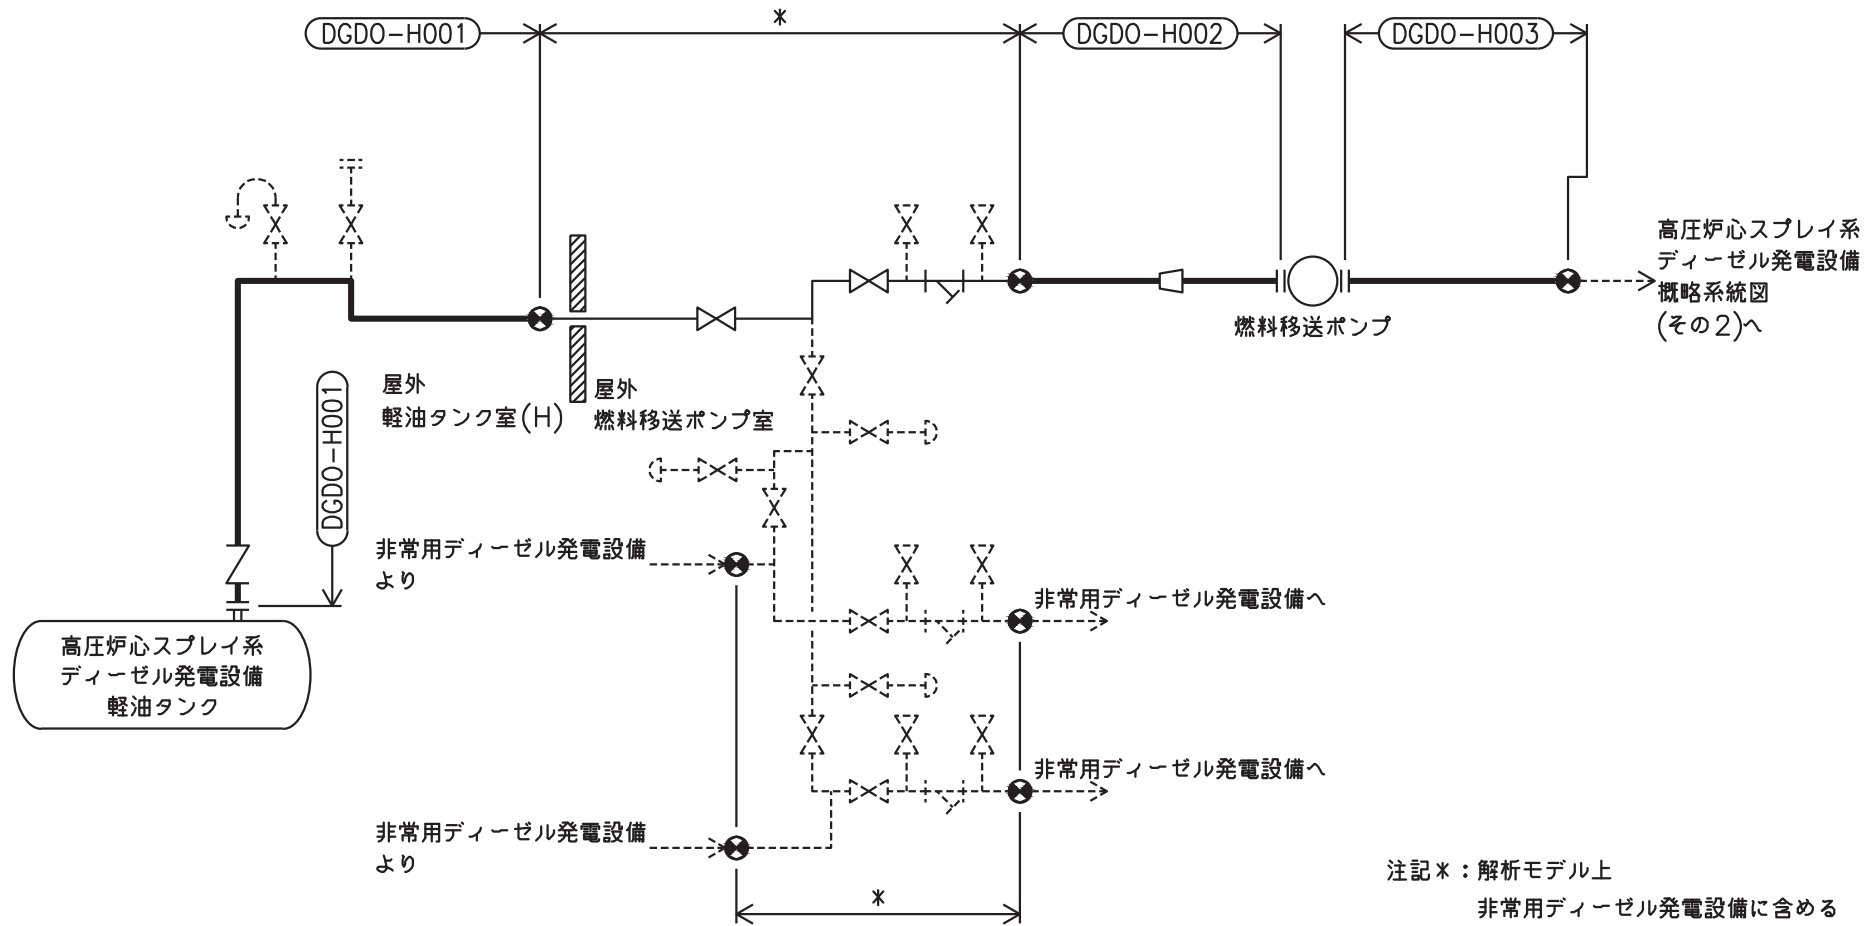 DGDO-H001
*
DGDO-H002
DGDO-H003
高圧炉心スプレイ系
ディーゼル発電設備
概略系統図
(その2)へ
燃料移送ポンプ
DGDO-H001
屋外
軽油タンク室(H)
屋外
燃料移送ポンプ室
非常用ディーゼル発電設備
より
非常用ディーゼル発電設備へ
高圧炉心スプレイ系
ディーゼル発電設備
軽油タンク
非常用ディーゼル発電設備へ
非常用ディーゼル発電設備
より
*
注記*:解析モデル上
非常用ディーゼル発電設備に含める